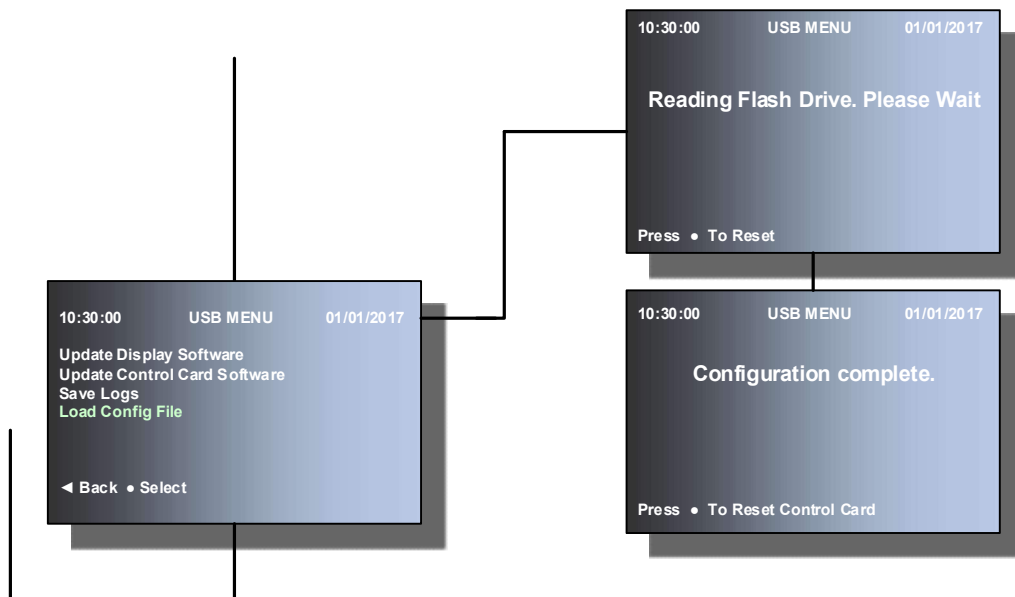 10:30:00 USB MENU 01/01/2017
Reading Flash Drive. Please Wait
Press ● To Reset
10:30:00 USB MENU 01/01/2017
Update Display Software
Update Control Card Software
Save Logs
Load Config File
◄ Back ● Select
10:30:00 USB MENU 01/01/2017
Configuration complete.
Press ● To Reset Control Card